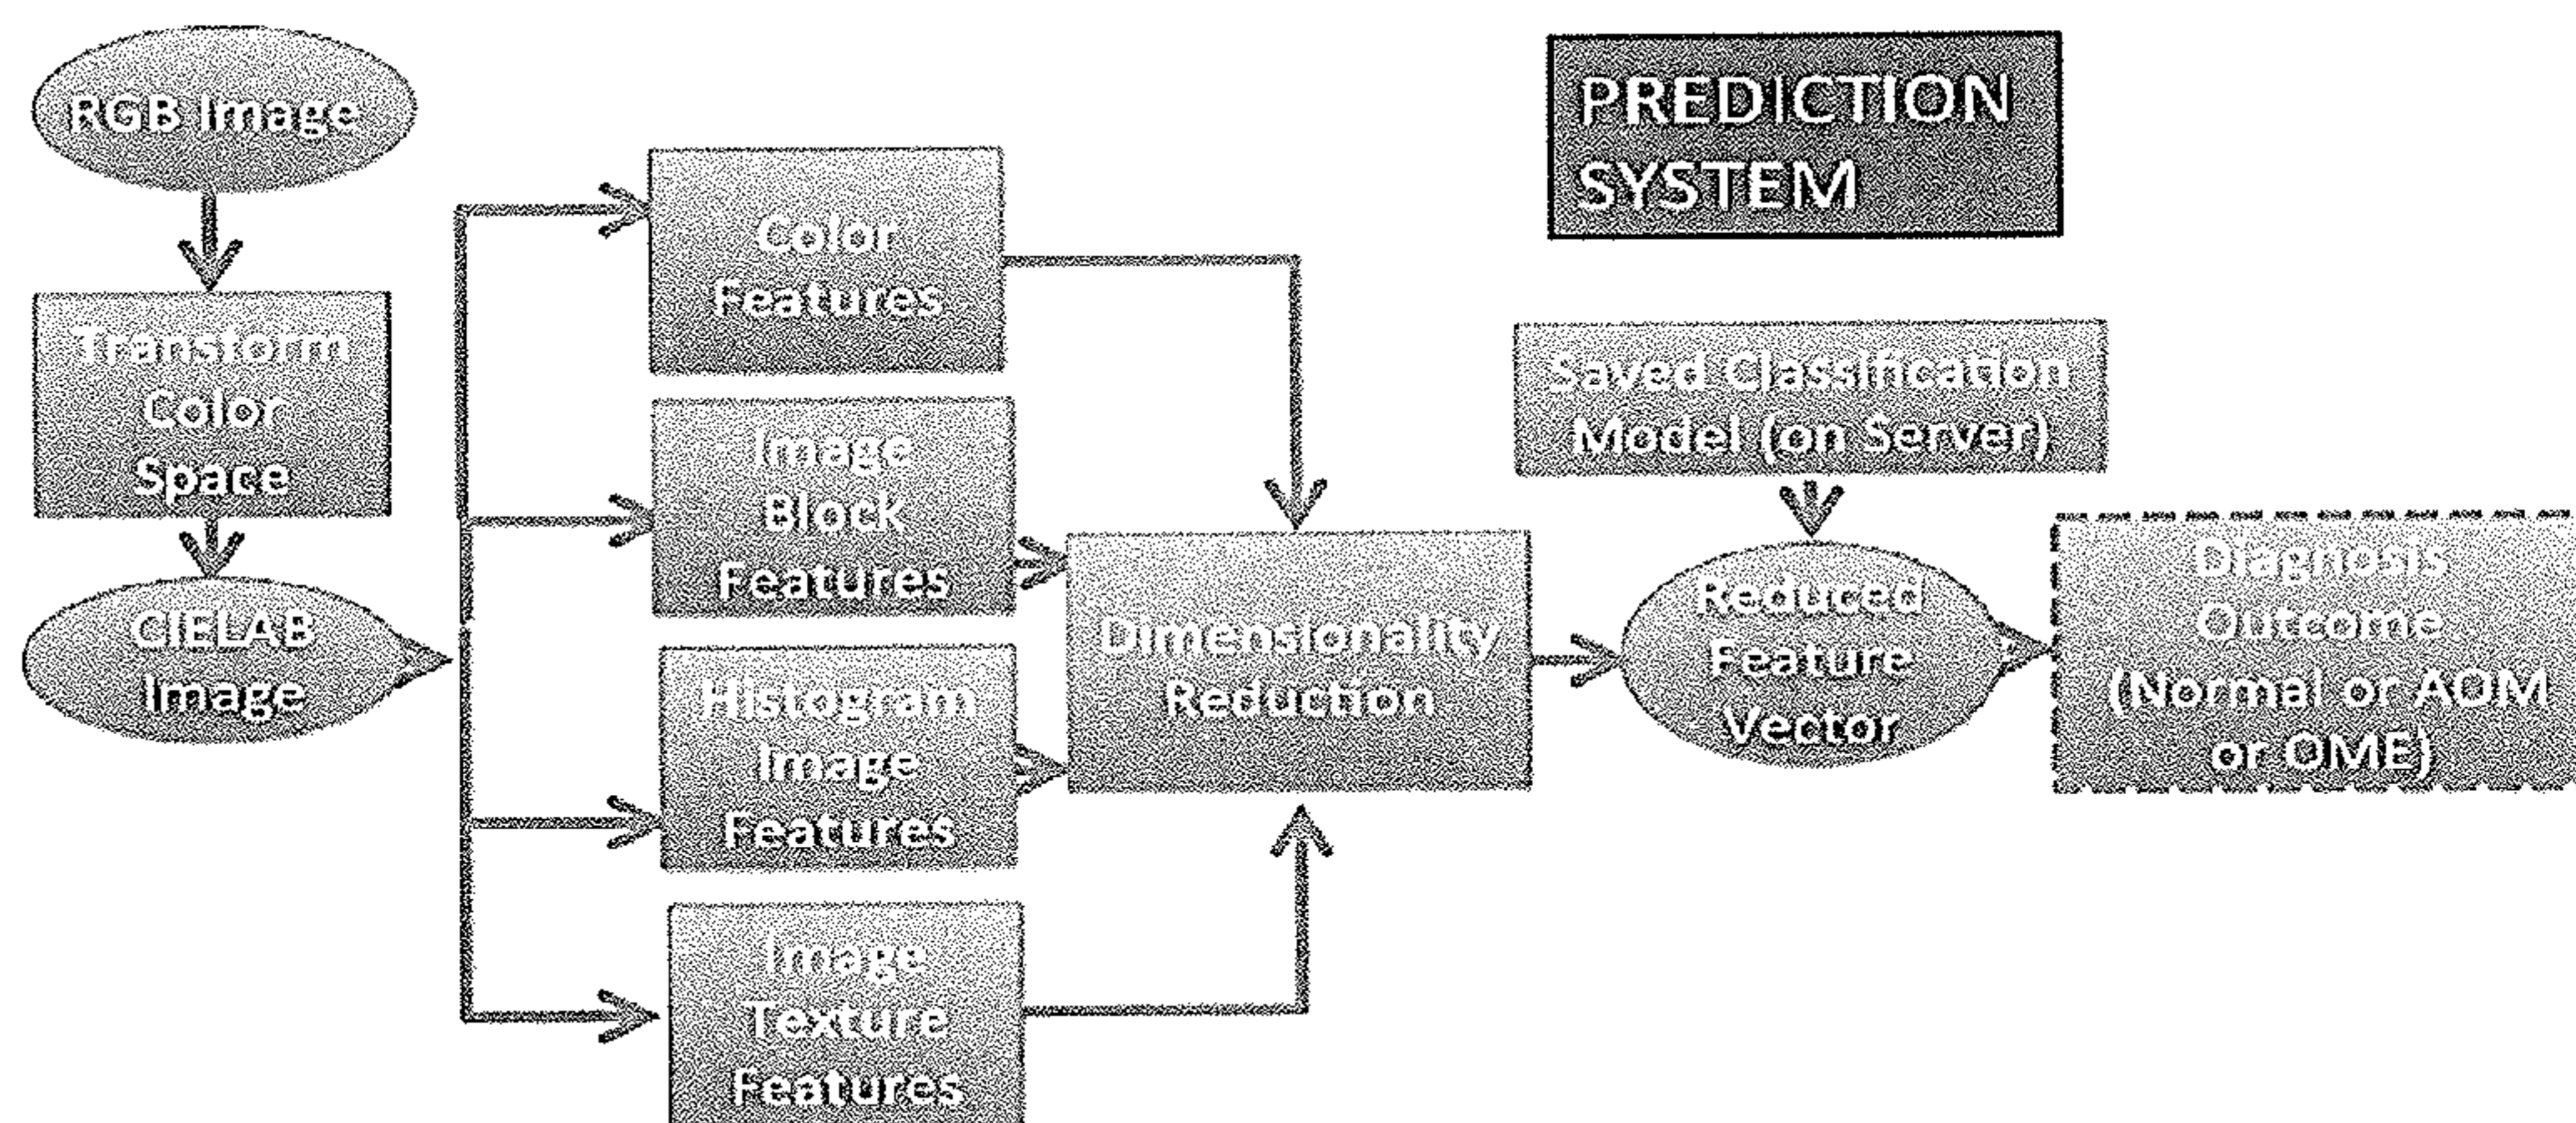 RGB Image
Transform
Color
Space
CIELAB
Image
Color
Features
Image
Block
Features
Histogram
Image
Features
Image
Texture
Features
Dimensionality
Reduction
PREDICTION
SYSTEM
Saved Classification
Model (on Server)
Reduced
Feature
Vector
Diagnosis
Outcome
(Normal or AOM
or OME)